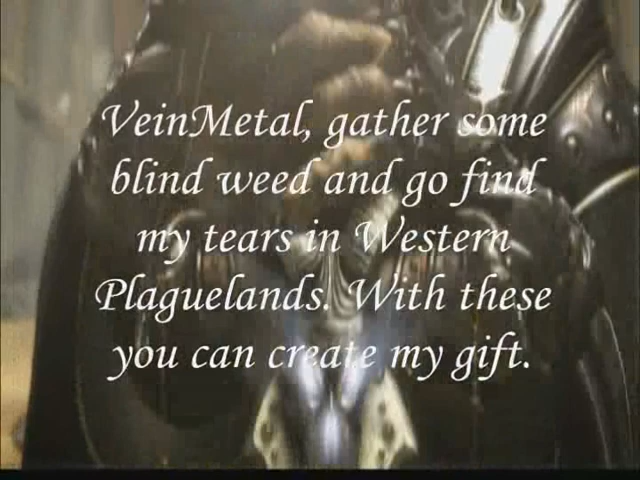 VeinMetal, gather some
blind weed and go find
my tears in Western
Plaguelands. With these
you can create my gift.